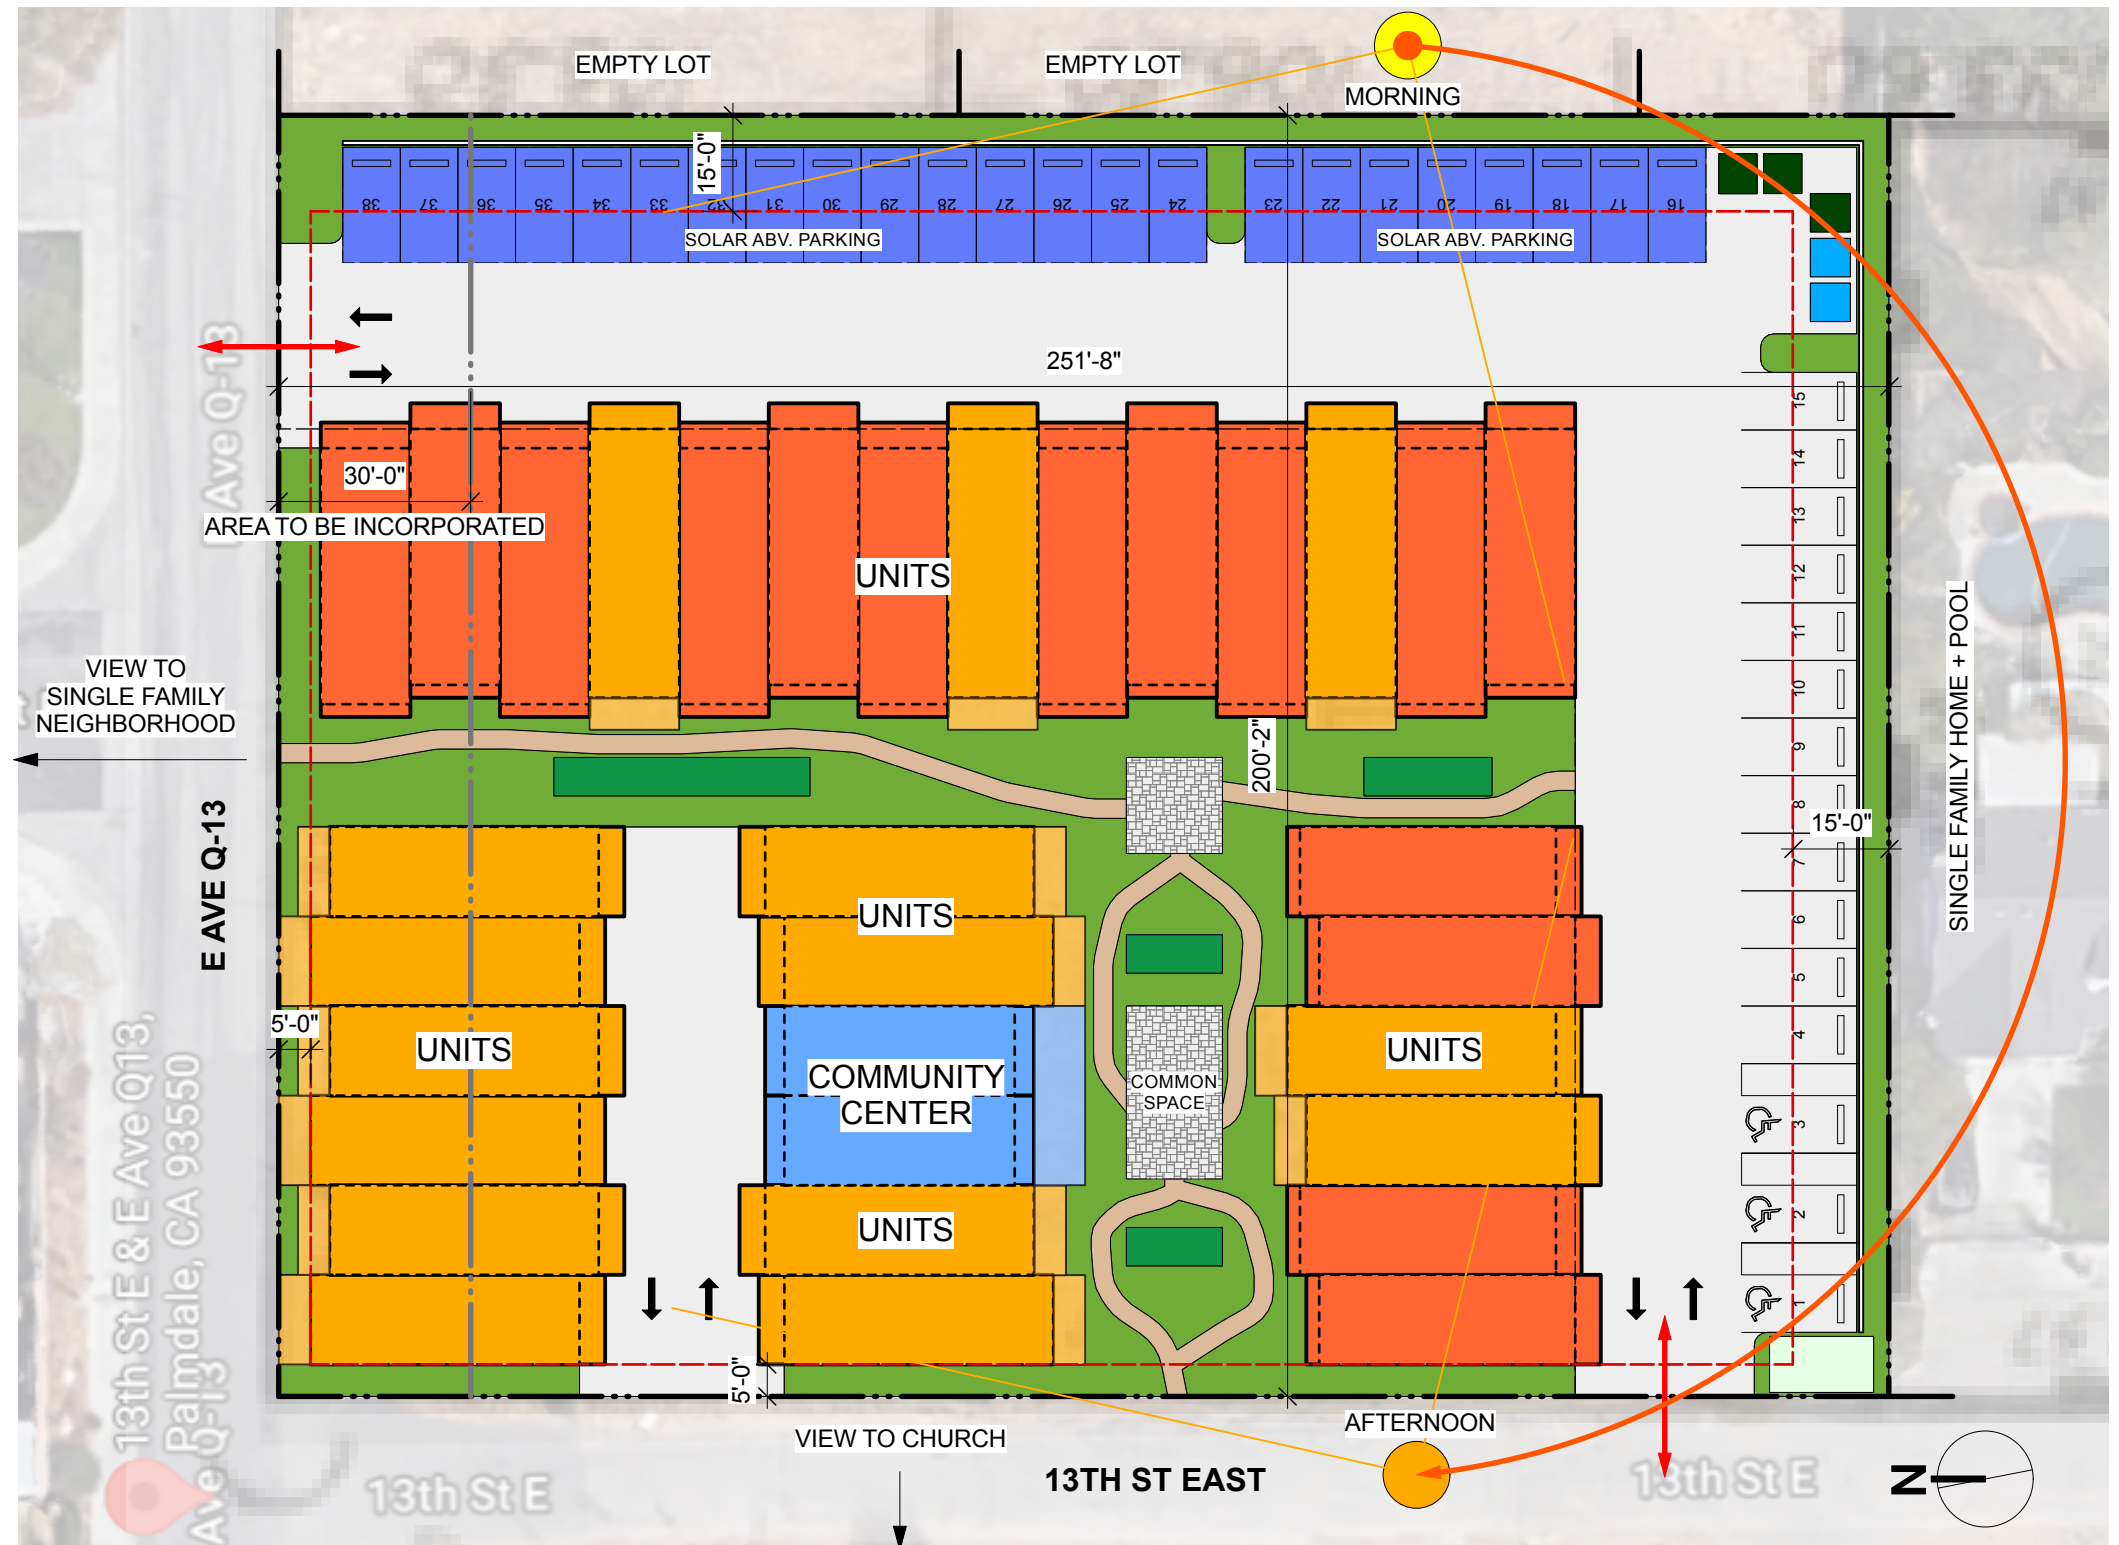 EMPTY LOT
EMPTY LOT
MORNING
15'-0"
38
37
36
35
34
33
32
31
30
29
28
27
26
25
24
23
22
21
20
19
18
17
16
SOLAR ABV. PARKING
SOLAR ABV. PARKING
Ave Q-13
251'-8"
15
14
13
12
11
10
9
8
7
6
5
4
3
2
1
30'-0"
AREA TO BE INCORPORATED
UNITS
VIEW TO
SINGLE FAMILY
NEIGHBORHOOD
200'-2"
SINGLE FAMILY HOME + POOL
15'-0"
E AVE Q-13
UNITS
5'-0"
UNITS
COMMUNITY
CENTER
COMMON
SPACE
UNITS
UNITS
13th St E & E Ave Q13,
Palmdale, CA 93550
Ave Q-13
5'-0"
VIEW TO CHURCH
AFTERNOON
13TH ST EAST
13th St E
13th St E
N